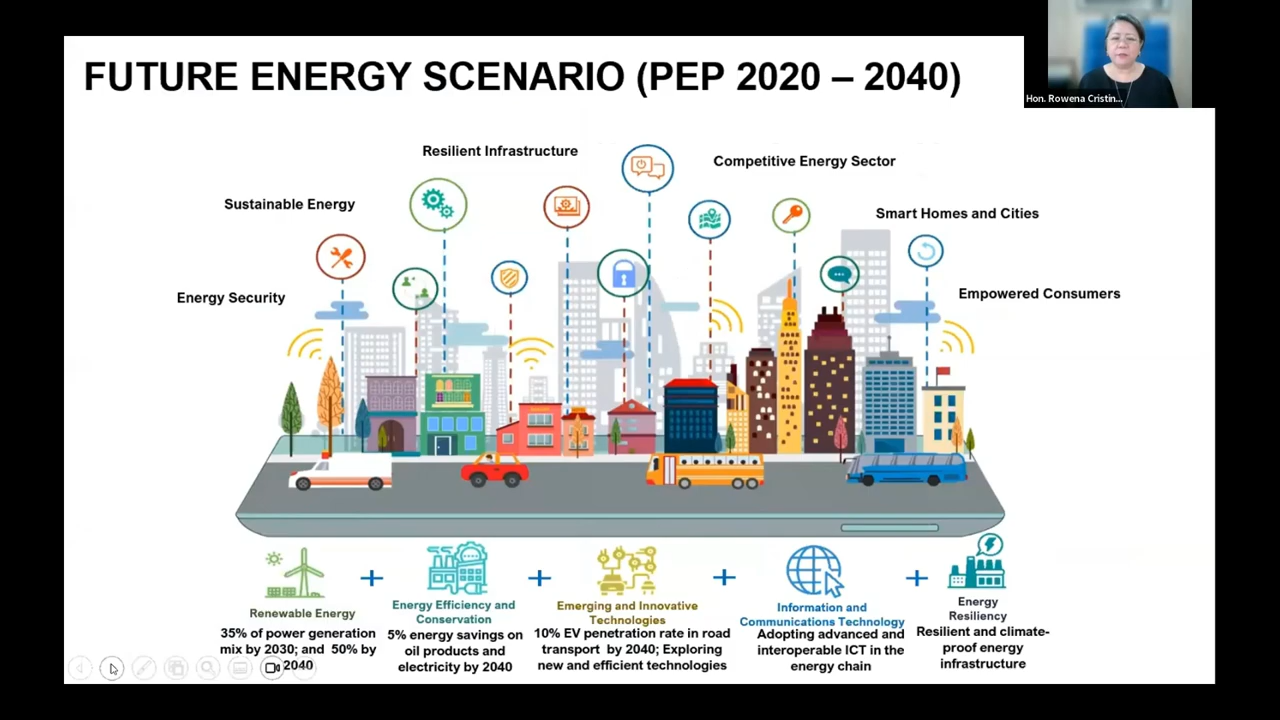 FUTURE ENERGY SCENARIO (PEP 2020 – 2040)
Hon. Rowena Cristin...
Resilient Infrastructure
Competitive Energy Sector
Sustainable Energy
Smart Homes and Cities
Energy Security
Empowered Consumers
Renewable Energy
35% of power generation
mix by 2030; and 50% by
2040
Energy Efficiency and
Conservation
5% energy savings on
oil products and
electricity by 2040
Emerging and Innovative
Technologies
10% EV penetration rate in road
transport by 2040; Exploring
new and efficient technologies
Information and
Communications Technology
Adopting advanced and
interoperable ICT in the
energy chain
Energy
Resiliency
Resilient and climate-
proof energy
infrastructure